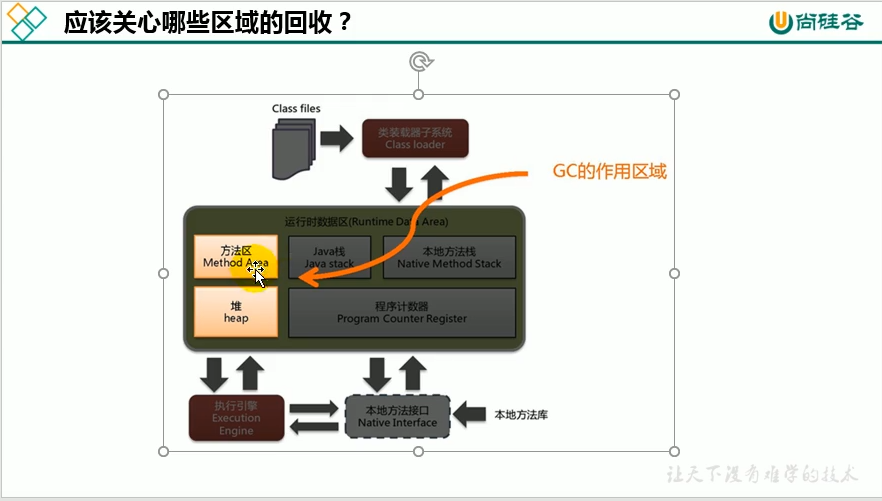 应该关心哪些区域的回收？
尚硅谷
Class files
类装载器子系统
Class loader
GC的作用区域
运行时数据区(Runtime Data Area)
方法区
Method Area
Java栈
Java stack
本地方法栈
Native Method Stack
堆
heap
程序计数器
Program Counter Register
执行引擎
Execution
Engine
本地方法接口
Native Interface
本地方法库
让天下没有难学的技术